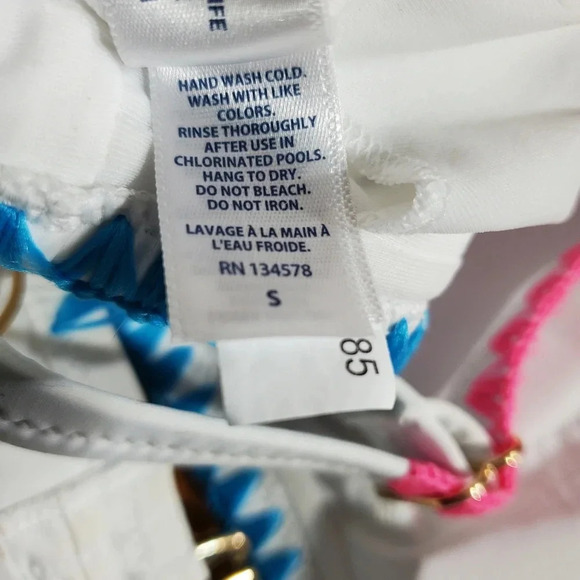 IFE
HAND WASH COLD.
WASH WITH LIKE
COLORS.
RINSE THOROUGHLY
AFTER USE IN
CHLORINATED POOLS.
HANG TO DRY.
DO NOT BLEACH.
DO NOT IRON.
LAVAGE À LA MAIN À
L'EAU FROIDE.
RN 134578
S
85